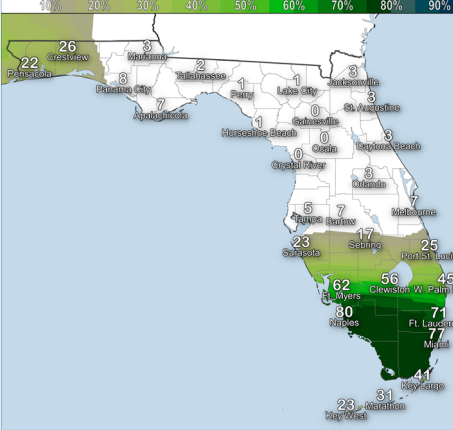 10% 20% 30% 40% 50% 60% 70% 80% 90%
26
Crestview
22
Pensacola
3
Marianna
2
Tallahassee
8
Panama City
7
Apalachicola
1
Perry
1
Lake City
3
Jacksonville
3
St. Augustine
0
Gainesville
1
Horseshoe Beach
0
Ocala
3
Daytona Beach
0
Crystal River
3
Orlando
7
Melbourne
5
Tampa
7
Bartow
17
Sebring
23
Sarasota
25
Port St. Luci
62
Ft. Myers
56
Clewiston
45
W. Palm
80
Naples
71
Ft. Lauder
77
Miami
41
Key Largo
31
Marathon
23
Key West